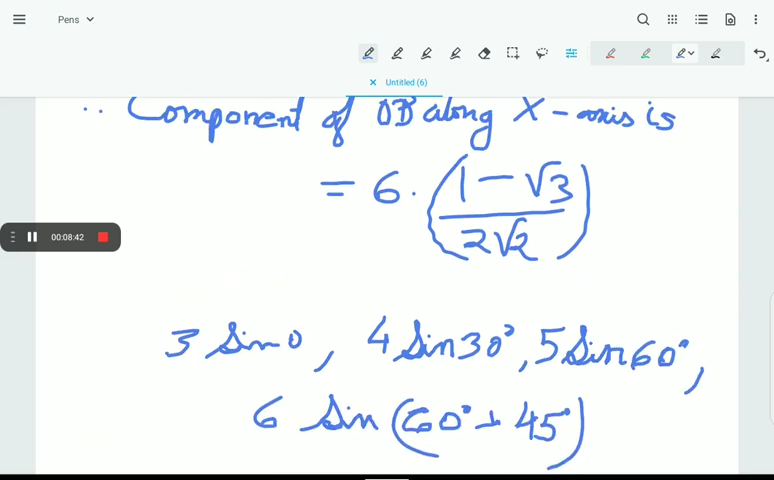 Pens
Untitled (6)
∴ Component of OB along X-axis is
= 6 · ( (1 - √3) / (2√2) )
00:08:42
3 Sin 0, 4 Sin 30°, 5 Sin 60°,
6 Sin (60° + 45°)